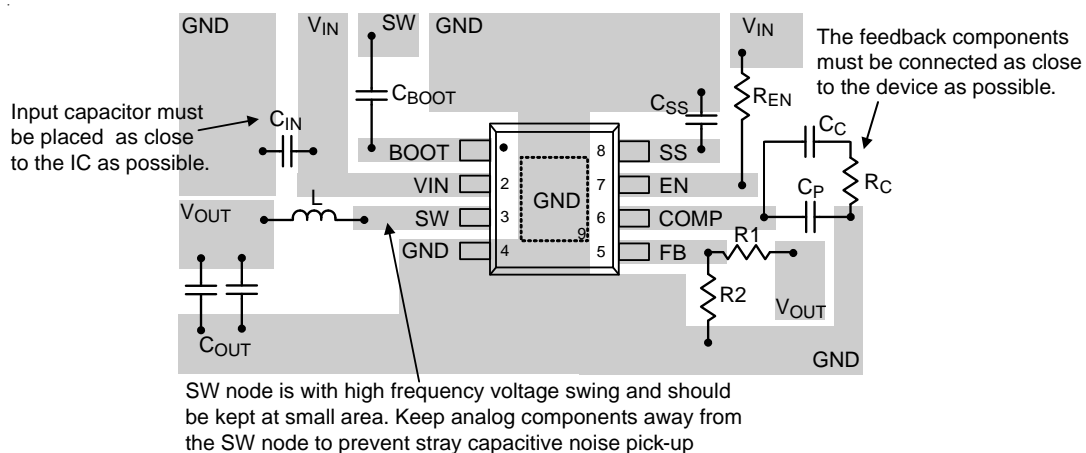 GND
VIN
SW
GND
VIN
The feedback components
must be connected as close
to the device as possible.
Input capacitor must
be placed as close
to the IC as possible.
CIN
CBOOT
CSS
REN
CC
RC
CP
BOOT
8
SS
VIN
2
GND
7
EN
VOUT
L
SW
3
6
COMP
GND
4
9
5
FB
R1
R2
VOUT
COUT
GND
SW node is with high frequency voltage swing and should
be kept at small area. Keep analog components away from
the SW node to prevent stray capacitive noise pick-up